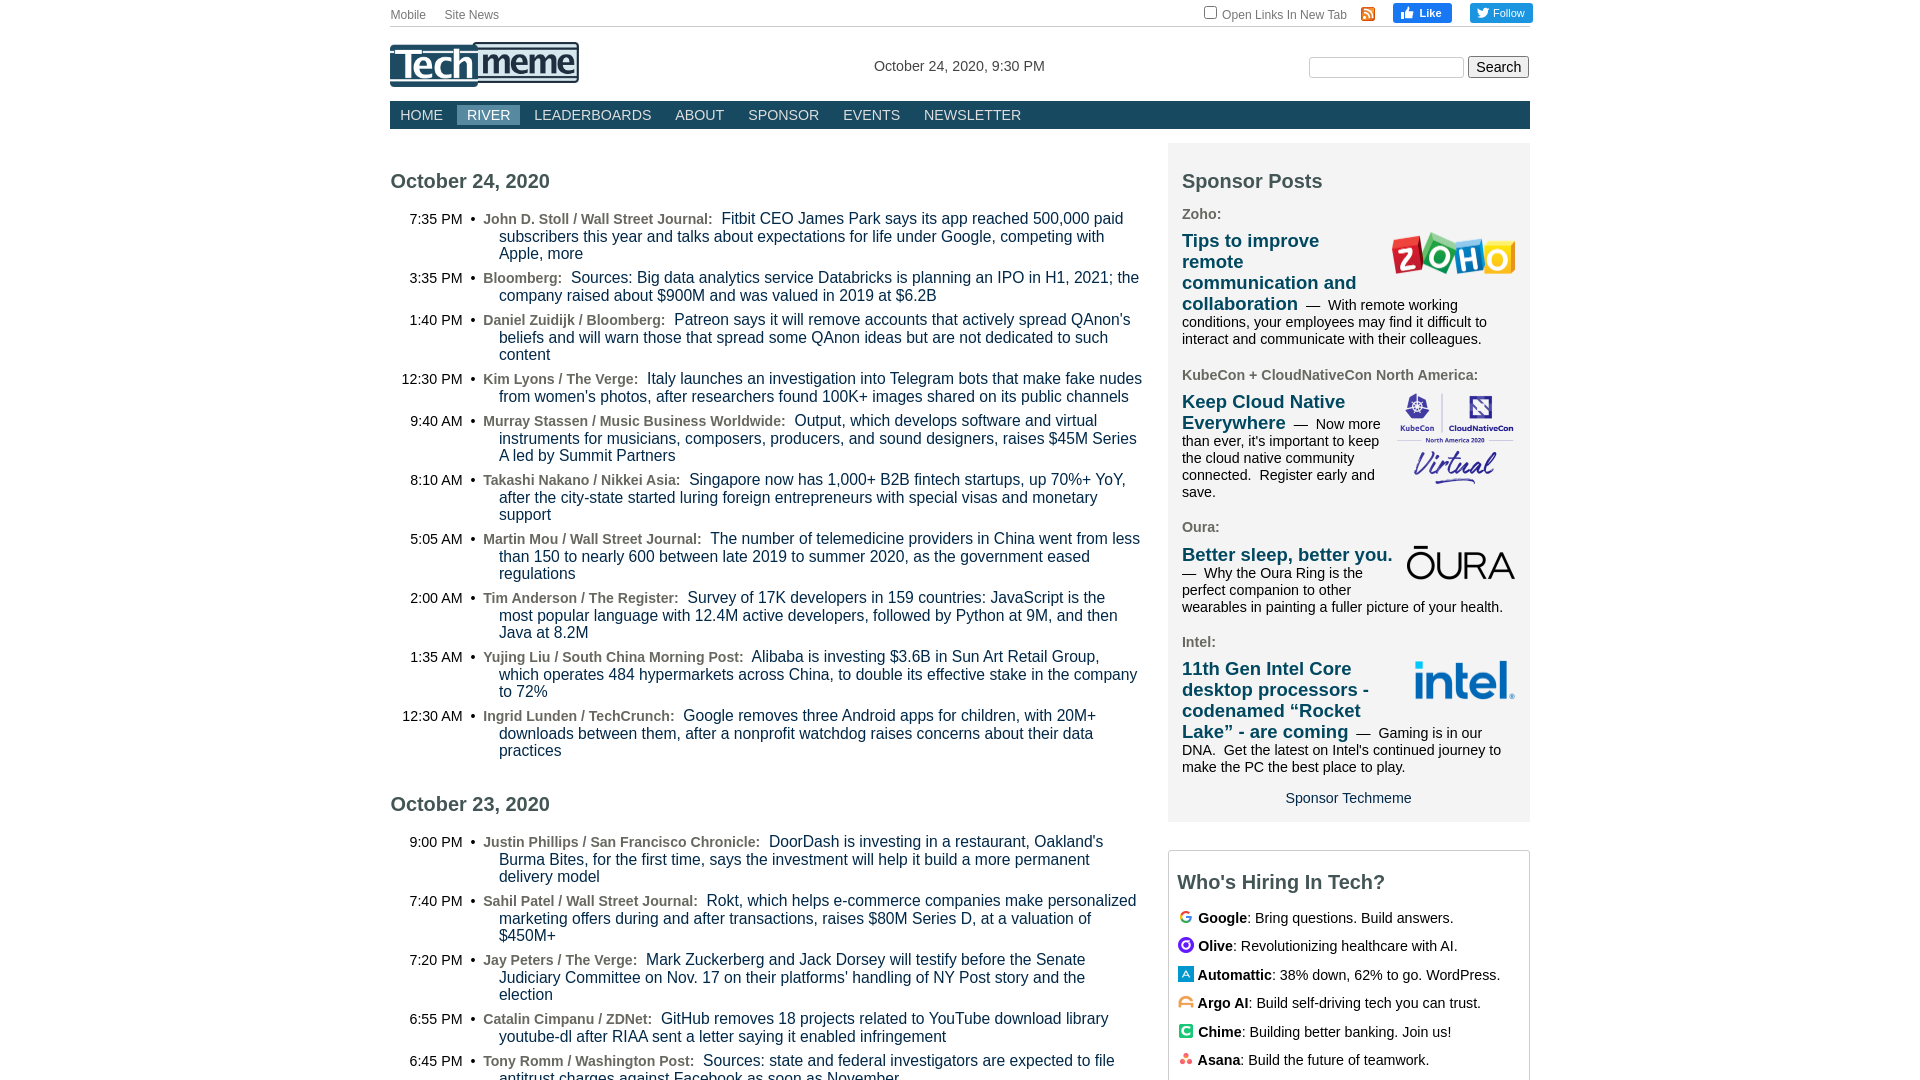 Mobile Site News Open Links In New Tab Like Follow
Techmeme October 24, 2020, 9:30 PM Search
HOME RIVER LEADERBOARDS ABOUT SPONSOR EVENTS NEWSLETTER
October 24, 2020
7:35 PM • John D. Stoll / Wall Street Journal: Fitbit CEO James Park says its app reached 500,000 paid
subscribers this year and talks about expectations for life under Google, competing with
Apple, more
3:35 PM • Bloomberg: Sources: Big data analytics service Databricks is planning an IPO in H1, 2021; the
company raised about $900M and was valued in 2019 at $6.2B
1:40 PM • Daniel Zuidijk / Bloomberg: Patreon says it will remove accounts that actively spread QAnon's
beliefs and will warn those that spread some QAnon ideas but are not dedicated to such
content
12:30 PM • Kim Lyons / The Verge: Italy launches an investigation into Telegram bots that make fake nudes
from women's photos, after researchers found 100K+ images shared on its public channels
9:40 AM • Murray Stassen / Music Business Worldwide: Output, which develops software and virtual
instruments for musicians, composers, producers, and sound designers, raises $45M Series
A led by Summit Partners
8:10 AM • Takashi Nakano / Nikkei Asia: Singapore now has 1,000+ B2B fintech startups, up 70%+ YoY,
after the city-state started luring foreign entrepreneurs with special visas and monetary
support
5:05 AM • Martin Mou / Wall Street Journal: The number of telemedicine providers in China went from less
than 150 to nearly 600 between late 2019 to summer 2020, as the government eased
regulations
2:00 AM • Tim Anderson / The Register: Survey of 17K developers in 159 countries: JavaScript is the
most popular language with 12.4M active developers, followed by Python at 9M, and then
Java at 8.2M
1:35 AM • Yujing Liu / South China Morning Post: Alibaba is investing $3.6B in Sun Art Retail Group,
which operates 484 hypermarkets across China, to double its effective stake in the company
to 72%
12:30 AM • Ingrid Lunden / TechCrunch: Google removes three Android apps for children, with 20M+
downloads between them, after a nonprofit watchdog raises concerns about their data
practices
October 23, 2020
9:00 PM • Justin Phillips / San Francisco Chronicle: DoorDash is investing in a restaurant, Oakland's
Burma Bites, for the first time, says the investment will help it build a more permanent
delivery model
7:40 PM • Sahil Patel / Wall Street Journal: Rokt, which helps e-commerce companies make personalized
marketing offers during and after transactions, raises $80M Series D, at a valuation of
$450M+
7:20 PM • Jay Peters / The Verge: Mark Zuckerberg and Jack Dorsey will testify before the Senate
Judiciary Committee on Nov. 17 on their platforms' handling of NY Post story and the
election
6:55 PM • Catalin Cimpanu / ZDNet: GitHub removes 18 projects related to YouTube download library
youtube-dl after RIAA sent a letter saying it enabled infringement
6:45 PM • Tony Romm / Washington Post: Sources: state and federal investigators are expected to file
antitrust charges against Facebook as soon as November
Sponsor Posts
Zoho:
Tips to improve
remote
communication and
collaboration — With remote working
conditions, your employees may find it difficult to
interact and communicate with their colleagues.
ZOHO
KubeCon + CloudNativeCon North America:
Keep Cloud Native
Everywhere — Now more
than ever, it's important to keep
the cloud native community
connected. Register early and
save.
KubeCon CloudNativeCon
North America 2020
Virtual
Oura:
Better sleep, better you.
— Why the Oura Ring is the
perfect companion to other
wearables in painting a fuller picture of your health.
ŌURA
Intel:
11th Gen Intel Core
desktop processors -
codenamed “Rocket
Lake” - are coming — Gaming is in our
DNA. Get the latest on Intel's continued journey to
make the PC the best place to play.
intel®
Sponsor Techmeme
Who's Hiring In Tech?
Google: Bring questions. Build answers.
Olive: Revolutionizing healthcare with AI.
Automattic: 38% down, 62% to go. WordPress.
Argo AI: Build self-driving tech you can trust.
Chime: Building better banking. Join us!
Asana: Build the future of teamwork.